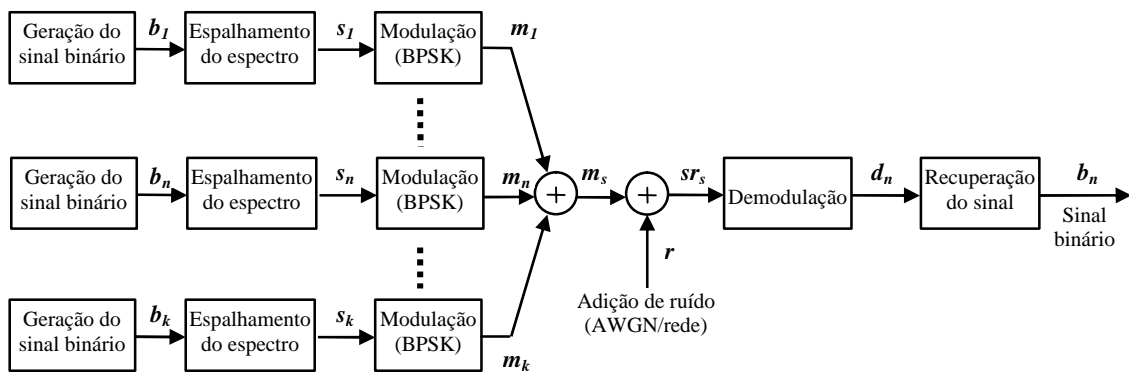 Geração do
sinal binário
b1
Espalhamento
do espectro
s1
Modulação
(BPSK)
m1
Geração do
sinal binário
bn
Espalhamento
do espectro
sn
Modulação
(BPSK)
mn
+
ms
+
srs
Demodulação
dn
Recuperação
do sinal
bn
Sinal
binário
r
Adição de ruído
(AWGN/rede)
Geração do
sinal binário
bk
Espalhamento
do espectro
sk
Modulação
(BPSK)
mk